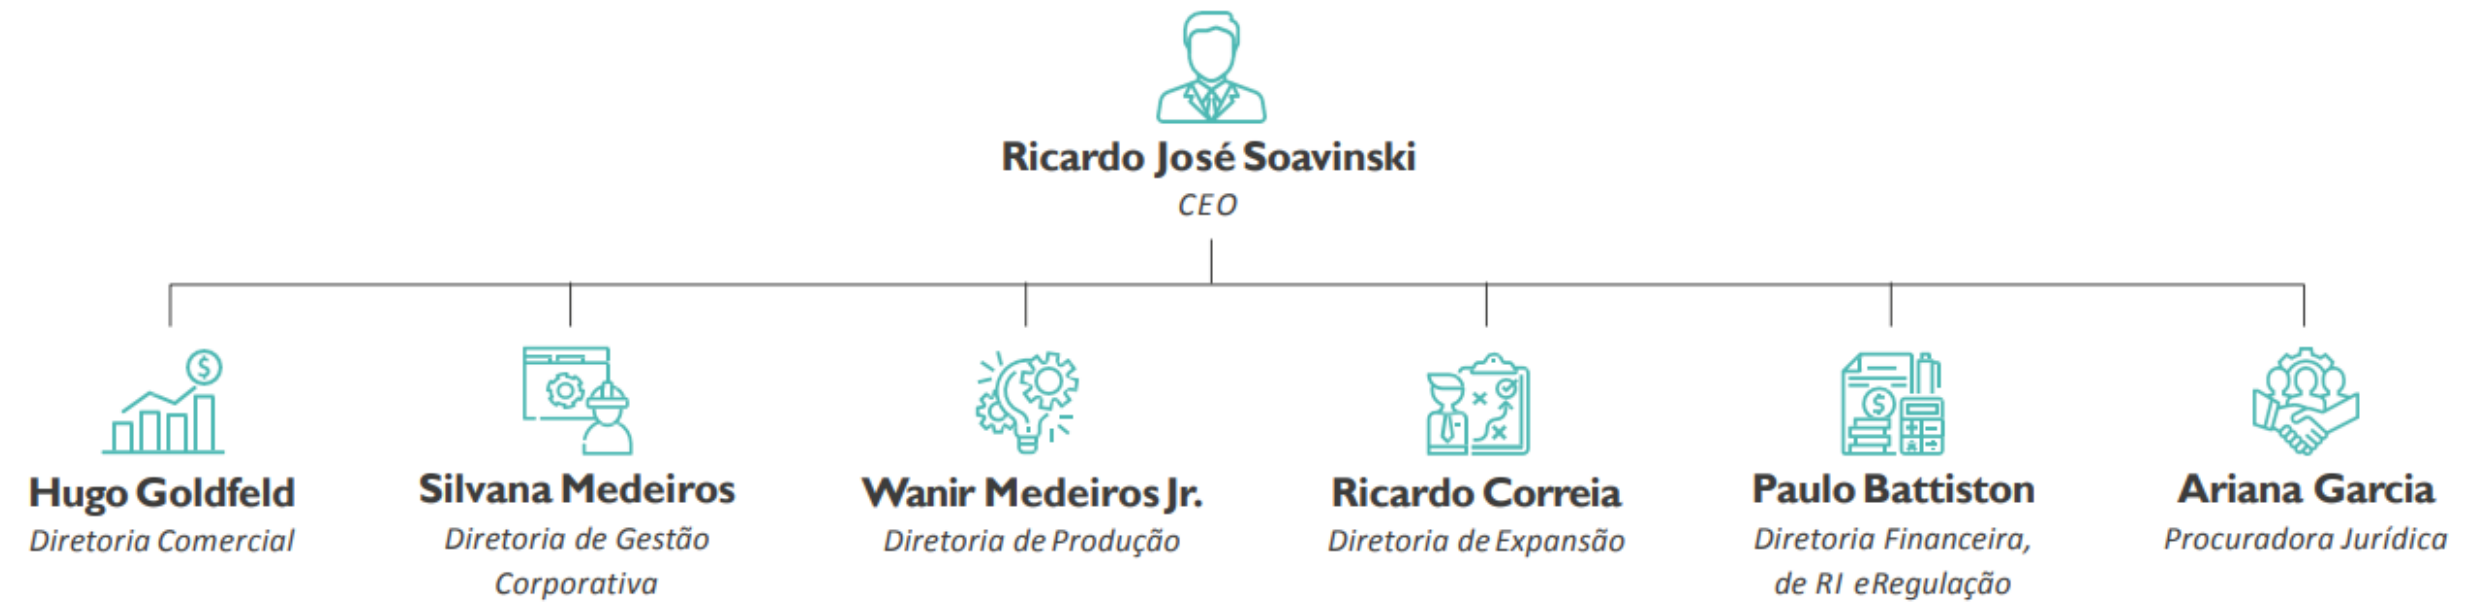 Ricardo José Soavinski
CEO
Hugo Goldfeld
Diretoria Comercial
Silvana Medeiros
Diretoria de Gestão
Corporativa
Wanir Medeiros Jr.
Diretoria de Produção
Ricardo Correia
Diretoria de Expansão
Paulo Battiston
Diretoria Financeira,
de RI e Regulação
Ariana Garcia
Procuradora Jurídica